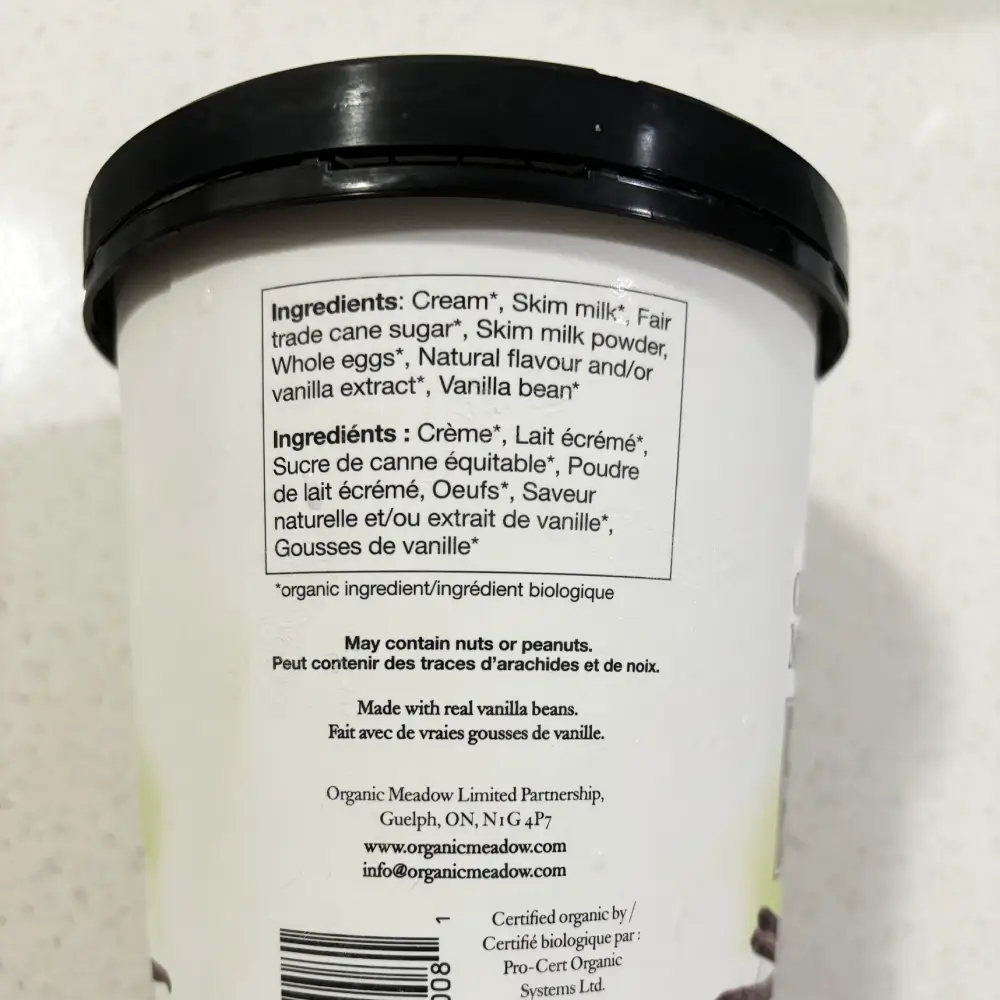 Ingredients: Cream*, Skim milk*, Fair
trade cane sugar*, Skim milk powder,
Whole eggs*, Natural flavour and/or
vanilla extract*, Vanilla bean*
Ingrediénts : Crème*, Lait écrémé*,
Sucre de canne équitable*, Poudre
de lait écrémé, Oeufs*, Saveur
naturelle et/ou extrait de vanille*,
Gousses de vanille*
*organic ingredient/ingrédient biologique
May contain nuts or peanuts.
Peut contenir des traces d'arachides et de noix.
Made with real vanilla beans.
Fait avec de vraies gousses de vanille.
Organic Meadow Limited Partnership,
Guelph, ON, N1G 4P7
www.organicmeadow.com
info@organicmeadow.com
Certified organic by /
Certifié biologique par :
Pro-Cert Organic
Systems Ltd.
1
008